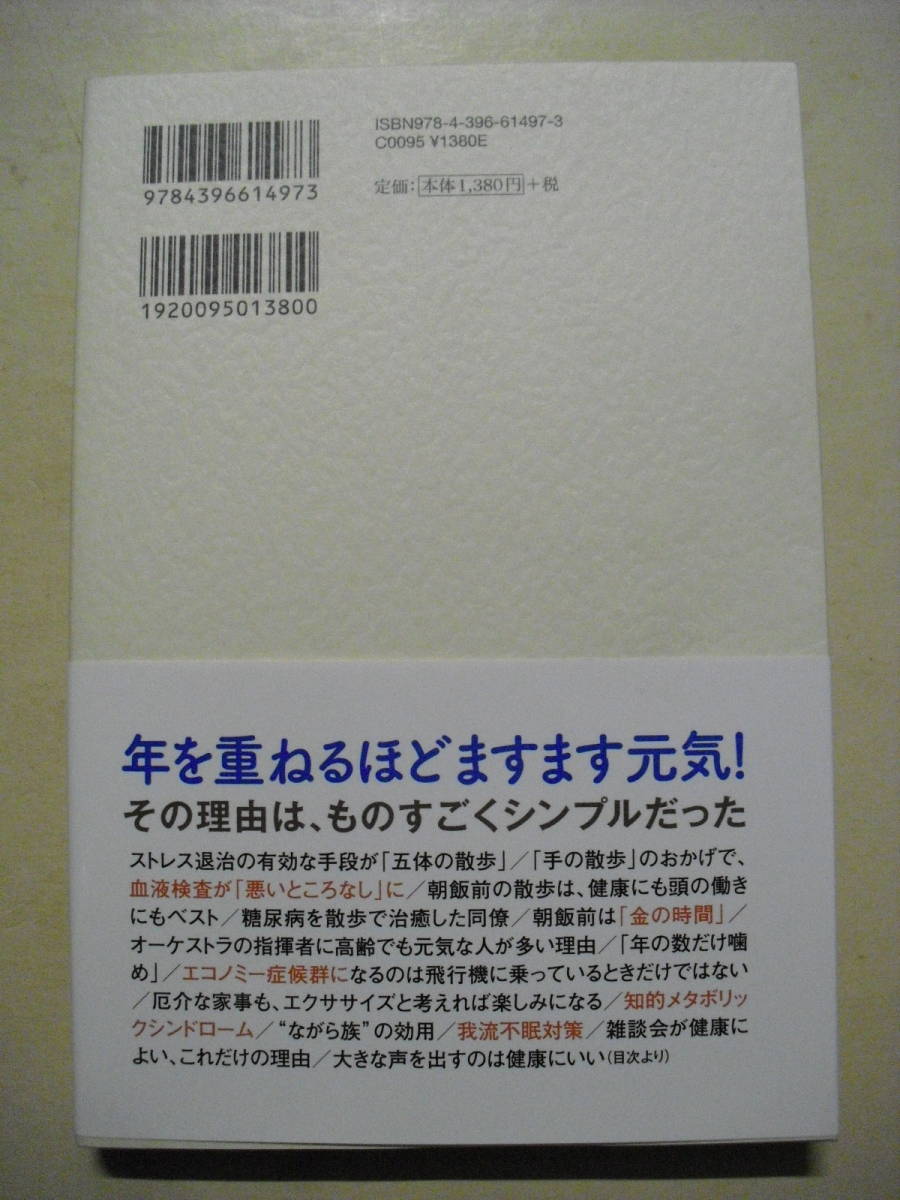 ISBN978-4-396-61497-3
C0095 ¥1380E
定価：本体1,380円＋税
9784396614973
1920095013800
年を重ねるほどますます元気！
その理由は、ものすごくシンプルだった
ストレス退治の有効な手段が「五体の散歩」／「手の散歩」のおかげで、
血液検査が「悪いところなし」に／朝飯前の散歩は、健康にも頭の働き
にもベスト／糖尿病を散歩で治癒した同僚／朝飯前は「金の時間」／
オーケストラの指揮者に高齢でも元気な人が多い理由／「年の数だけ噛
め」／エコノミー症候群になるのは飛行機に乗っているときだけではない
／厄介な家事も、エクササイズと考えれば楽しみになる／知的メタボリッ
クシンドローム／“ながら族”の効用／我流不眠対策／雑談会が健康に
よい、これだけの理由／大きな声を出すのは健康にいい（目次より）